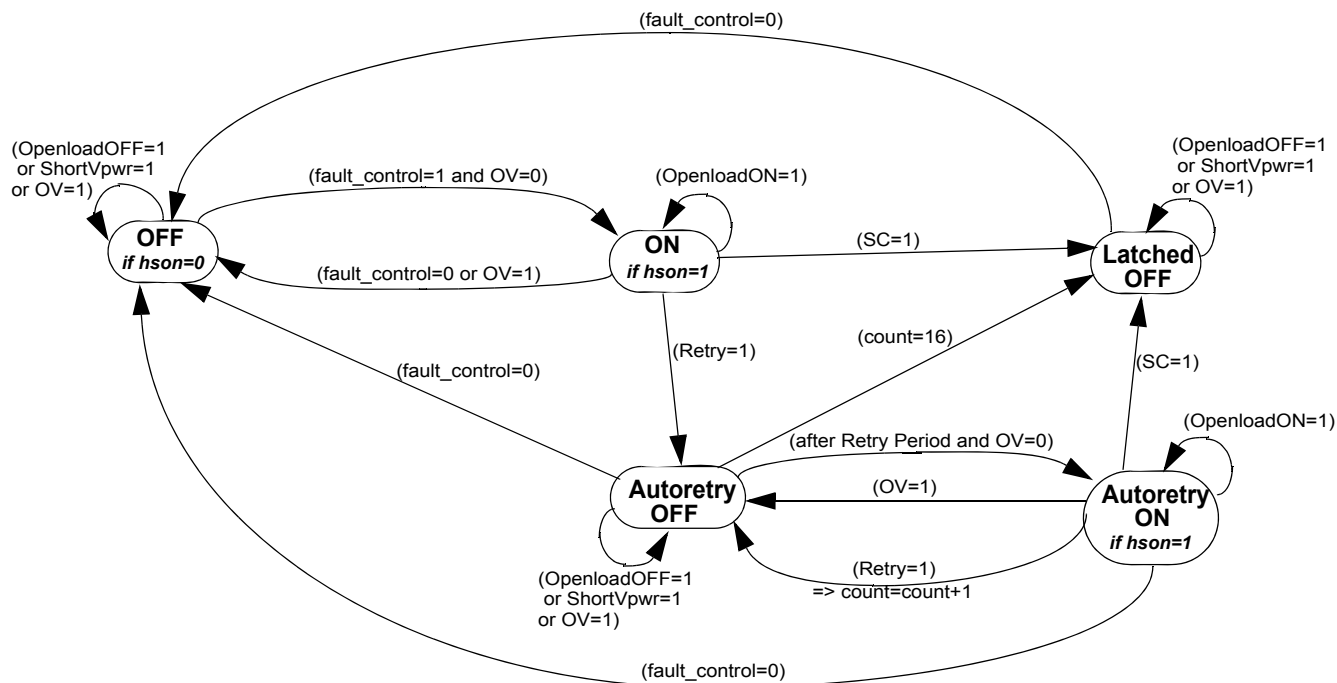 (fault_control=0)
(OpenloadOFF=1
or ShortVpwr=1
or OV=1)
(fault_control=1 and OV=0)
(OpenloadON=1)
(OpenloadOFF=1
or ShortVpwr=1
or OV=1)
OFF
if hson=0
ON
if hson=1
(SC=1)
Latched
OFF
(fault_control=0 or OV=1)
(Retry=1)
(count=16)
(fault_control=0)
(SC=1)
(OpenloadON=1)
(after Retry Period and OV=0)
Autoretry
OFF
(OV=1)
Autoretry
ON
if hson=1
(Retry=1)
=> count=count+1
(OpenloadOFF=1
or ShortVpwr=1
or OV=1)
(fault_control=0)